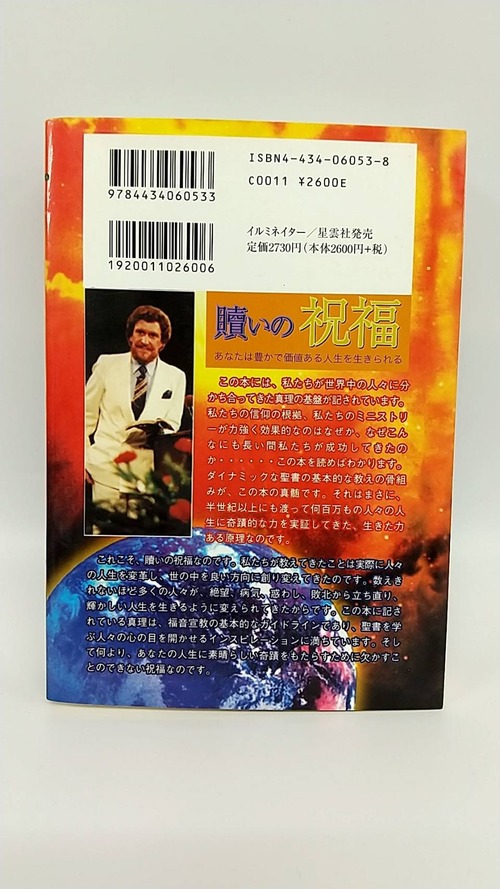 ISBN4-434-06053-8
C0011 ¥2600E
9784434060533
1920011026006
イルミネイター／星雲社発売
定価2730円(本体2600円+税)
贖いの 祝福
あなたは豊かで価値ある人生を生きられる
この本には、私たちが世界中の人々に分
かち合ってきた真理の基盤が記されています。
私たちの信仰の根拠、私たちのミニストリ
ーが力強く効果的なのはなぜか、なぜこん
なにも長い間私たちが成功してきたの
か・・・・・・この本を読めばわかります。
ダイナミックな聖書の基本的な教えの骨組
みが、この本の真髄です。それはまさに、
半世紀以上にも渡って何百万もの人々の人
生に奇蹟的な力を実証してきた、生きた力
ある原理なのです。
これこそ、贖いの祝福なのです。私たちが教えてきたことは実際に人々
の人生を変革し、世の中を良い方向に創り変えてきたのです。数えき
れないほど多くの人々が、絶望、病気、惑わし、敗北から立ち直り、
輝かしい人生を生きるように変えられてきたからです。この本に記さ
れている真理は、福音宣教の基本的なガイドラインであり、聖書を学
ぶ人々の心の目を開かせるインスピレーションに満ちています。そし
て何より、あなたの人生に素晴らしい奇蹟をもたらすために欠かすこ
とのできない祝福なのです。